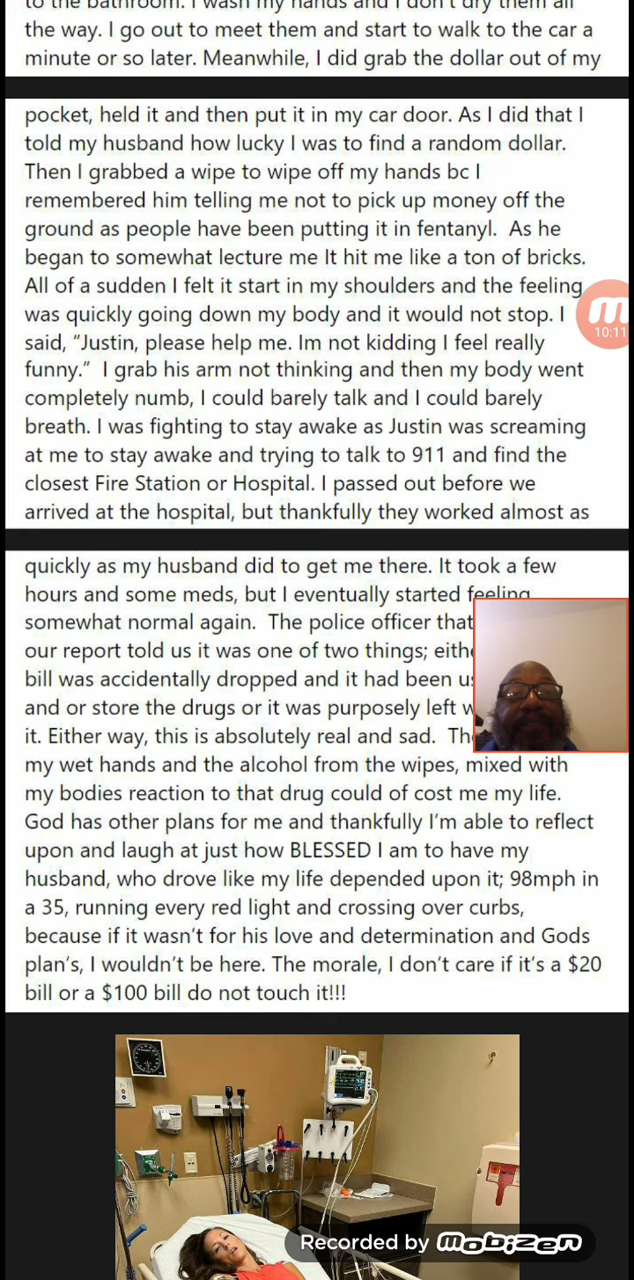 the way. I go out to meet them and start to walk to the car a
minute or so later. Meanwhile, I did grab the dollar out of my
pocket, held it and then put it in my car door. As I did that I
told my husband how lucky I was to find a random dollar.
Then I grabbed a wipe to wipe off my hands bc I
remembered him telling me not to pick up money off the
ground as people have been putting it in fentanyl.  As he
began to somewhat lecture me It hit me like a ton of bricks.
All of a sudden I felt it start in my shoulders and the feeling
was quickly going down my body and it would not stop. I
said, “Justin, please help me. Im not kidding I feel really
funny.”  I grab his arm not thinking and then my body went
completely numb, I could barely talk and I could barely
breath. I was fighting to stay awake as Justin was screaming
at me to stay awake and trying to talk to 911 and find the
closest Fire Station or Hospital. I passed out before we
arrived at the hospital, but thankfully they worked almost as
quickly as my husband did to get me there. It took a few
hours and some meds, but I eventually started feeling
somewhat normal again.  The police officer that
our report told us it was one of two things;
bill was accidentally dropped and it had been
and or store the drugs or it was purposely left
it. Either way, this is absolutely real and sad.
my wet hands and the alcohol from the wipes, mixed with
my bodies reaction to that drug could of cost me my life.
God has other plans for me and thankfully I’m able to reflect
upon and laugh at just how BLESSED I am to have my
husband, who drove like my life depended upon it; 98mph in
a 35, running every red light and crossing over curbs,
because if it wasn’t for his love and determination and Gods
plan’s, I wouldn’t be here. The morale, I don’t care if it’s a $20
bill or a $100 bill do not touch it!!!
10:11
Recorded by mobizen